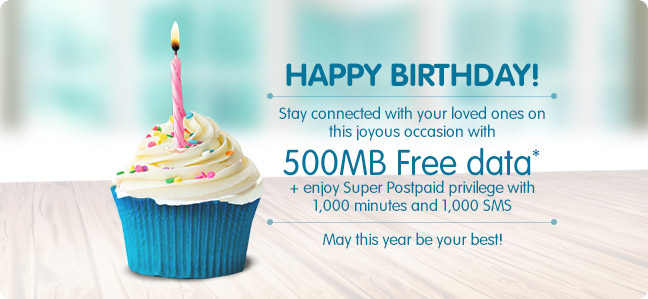 HAPPY BIRTHDAY!
Stay connected with your loved ones on
this joyous occasion with
500MB Free data*
+ enjoy Super Postpaid privilege with
1,000 minutes and 1,000 SMS
May this year be your best!